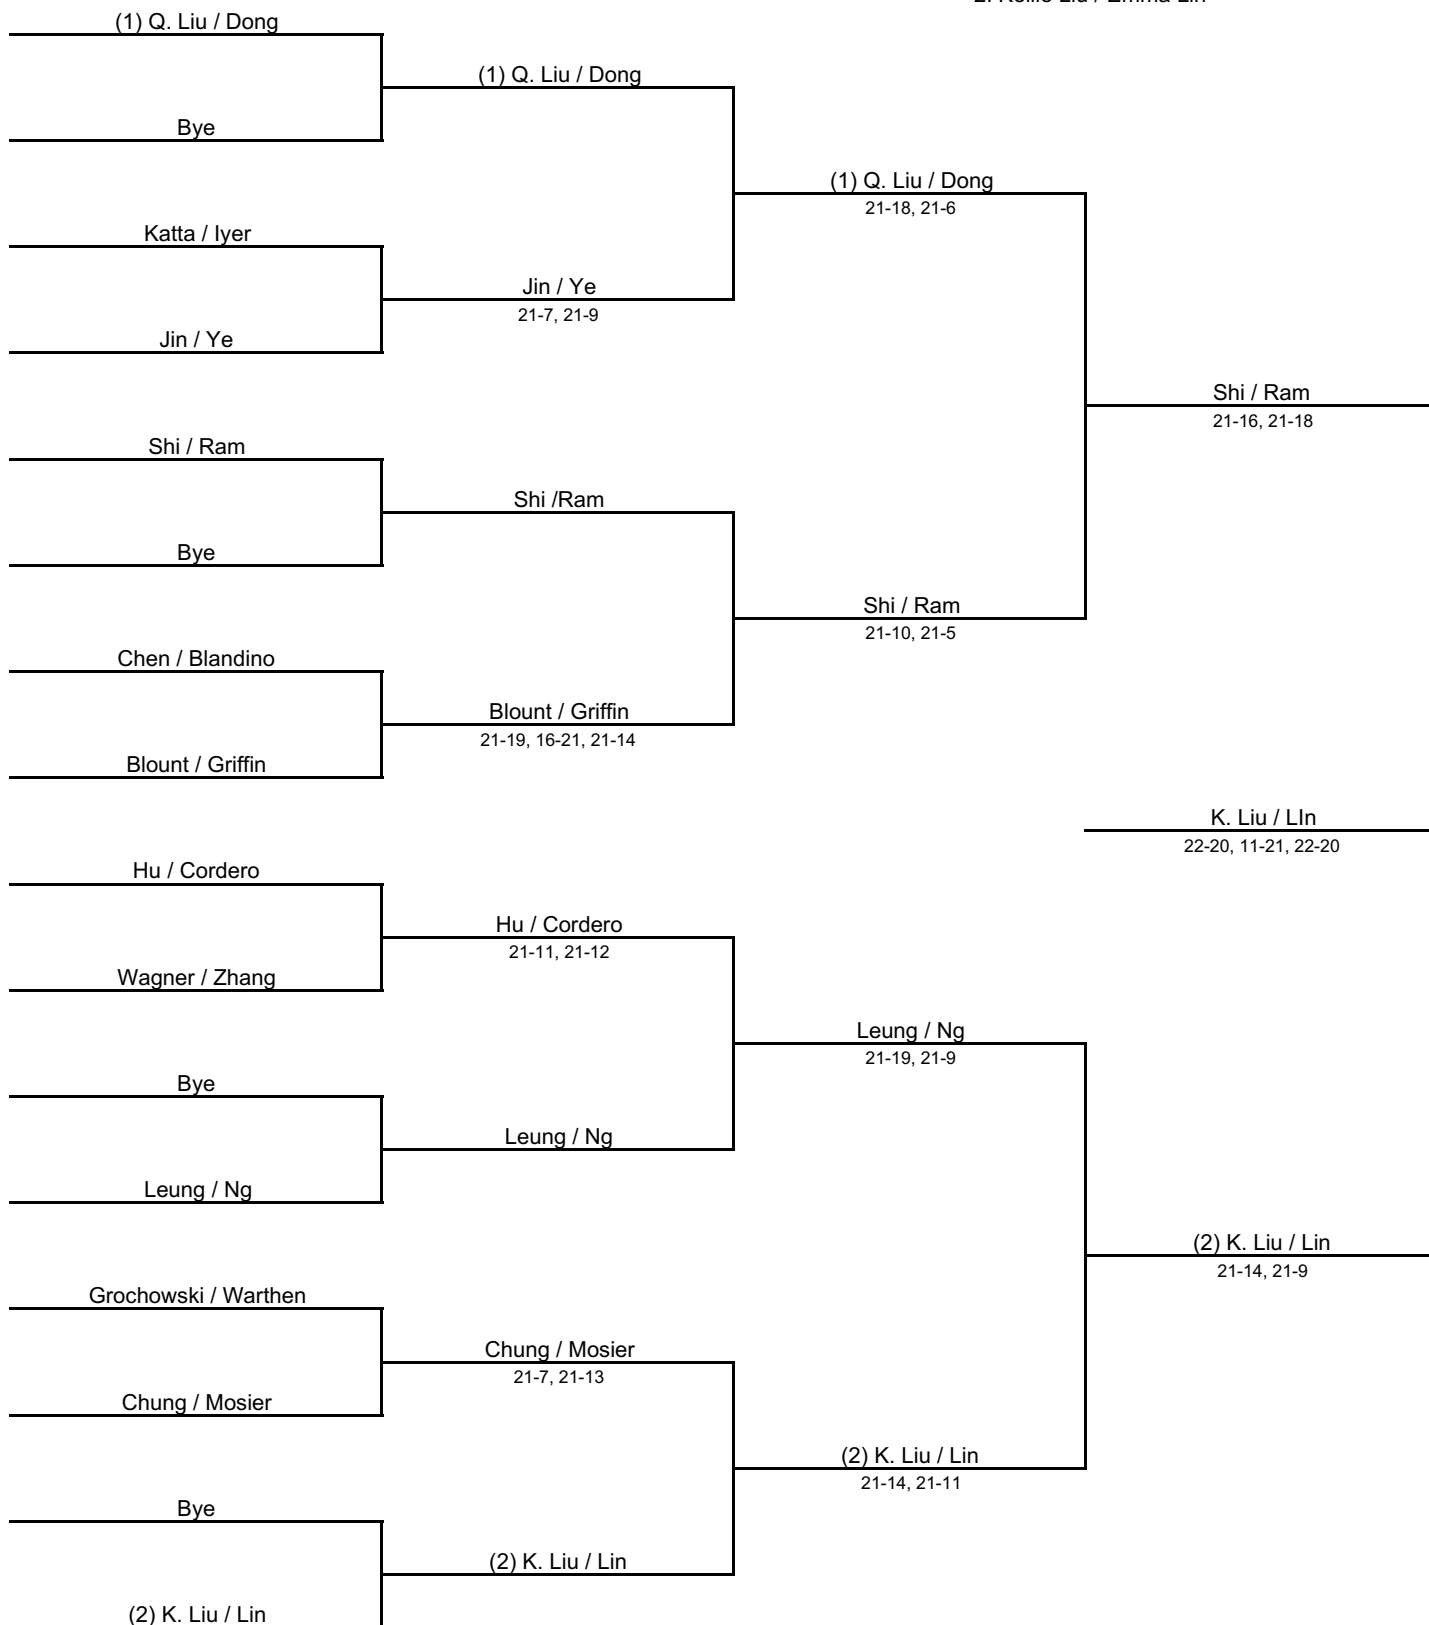 2. Kellie Liu / Emma Lin
(1) Q. Liu / Dong
(1) Q. Liu / Dong
Bye
(1) Q. Liu / Dong
21-18, 21-6
Katta / Iyer
Jin / Ye
21-7, 21-9
Jin / Ye
Shi / Ram
21-16, 21-18
Shi / Ram
Shi /Ram
Bye
Shi / Ram
21-10, 21-5
Chen / Blandino
Blount / Griffin
21-19, 16-21, 21-14
Blount / Griffin
K. Liu / LIn
22-20, 11-21, 22-20
Hu / Cordero
Hu / Cordero
21-11, 21-12
Wagner / Zhang
Leung / Ng
21-19, 21-9
Bye
Leung / Ng
Leung / Ng
(2) K. Liu / Lin
21-14, 21-9
Grochowski / Warthen
Chung / Mosier
21-7, 21-13
Chung / Mosier
(2) K. Liu / Lin
21-14, 21-11
Bye
(2) K. Liu / Lin
(2) K. Liu / Lin